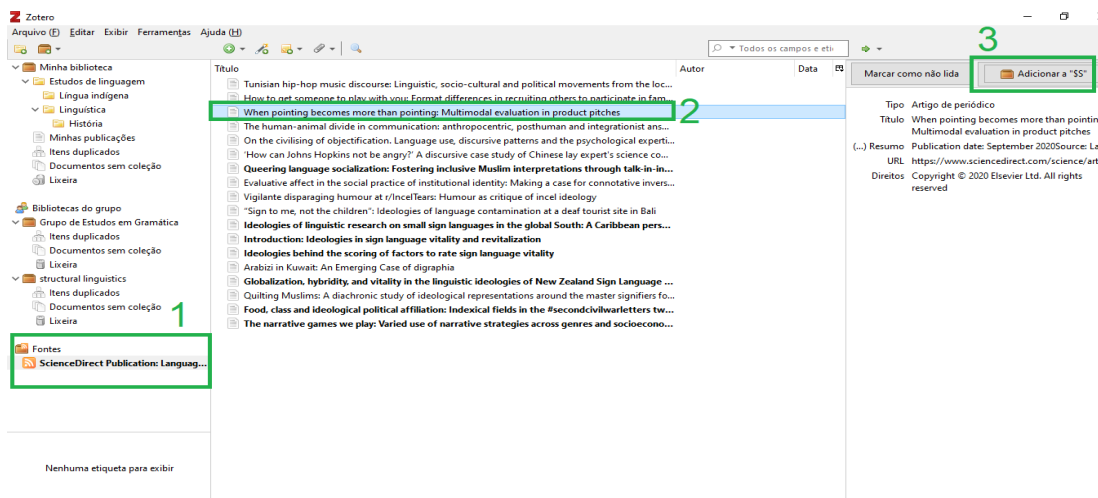 Zotero
Arquivo (F) Editar Exibir Ferramentas Ajuda (H)
Todos os campos e etiq
3
Minha biblioteca
Estudos de linguagem
Língua indígena
Linguística
História
Minhas publicações
Itens duplicados
Documentos sem coleção
Lixeira
Bibliotecas do grupo
Grupo de Estudos em Gramática
Itens duplicados
Documentos sem coleção
Lixeira
structural linguistics
Itens duplicados
Documentos sem coleção
Lixeira
1
Fontes
ScienceDirect Publication: Languag...
Nenhuma etiqueta para exibir
Título Autor Data
Tunisian hip-hop music discourse: Linguistic, socio-cultural and political movements from the loc...
How to get someone to play with you: Format differences in recruiting others to participate in fam...
When pointing becomes more than pointing: Multimodal evaluation in product pitches
2
The human-animal divide in communication: anthropocentric, posthuman and integrationist ans...
On the civilising of objectification. Language use, discursive patterns and the psychological experti...
'How can Johns Hopkins not be angry?' A discursive case study of Chinese lay expert's science co...
Queering language socialization: Fostering inclusive Muslim interpretations through talk-in-in...
Evaluative affect in the social practice of institutional identity: Making a case for connotative invers...
Vigilante disparaging humour at r/IncelTears: Humour as critique of incel ideology
"Sign to me, not the children": Ideologies of language contamination at a deaf tourist site in Bali
Ideologies of linguistic research on small sign languages in the global South: A Caribbean pers...
Introduction: Ideologies in sign language vitality and revitalization
Ideologies behind the scoring of factors to rate sign language vitality
Arabizi in Kuwait: An Emerging Case of digraphia
Globalization, hybridity, and vitality in the linguistic ideologies of New Zealand Sign Language ...
Quilting Muslims: A diachronic study of ideological representations around the master signifiers fo...
Food, class and ideological political affiliation: Indexical fields in the #secondcivilwarletters tw...
The narrative games we play: Varied use of narrative strategies across genres and socioecono...
Marcar como não lida
Adicionar a "$S"
Tipo Artigo de periódico
Título When pointing becomes more than pointin
Multimodal evaluation in product pitches
(...) Resumo Publication date: September 2020Source: La
URL https://www.sciencedirect.com/science/art
Direitos Copyright © 2020 Elsevier Ltd. All rights
reserved